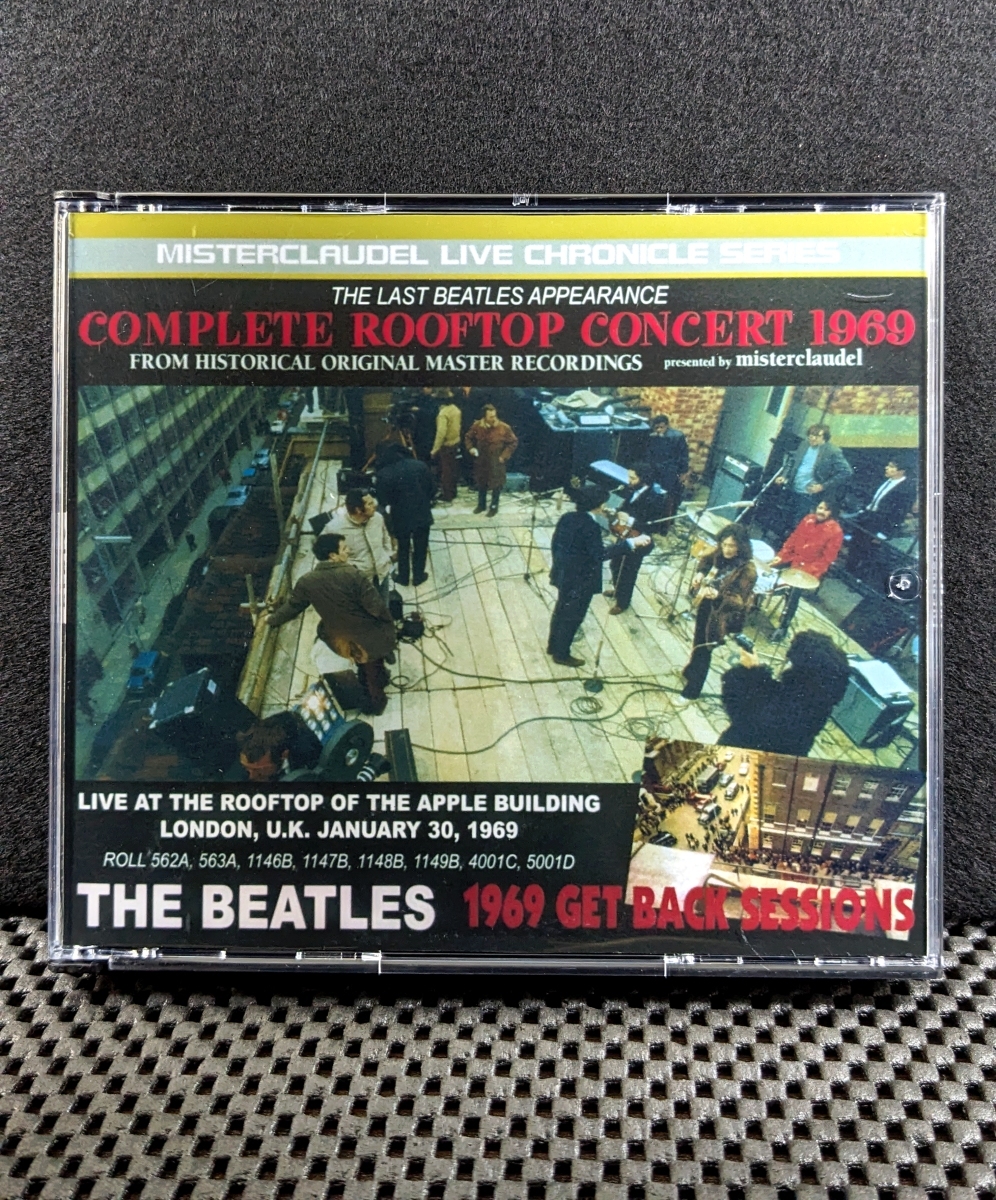 MISTERCLAUDEL LIVE CHRONICLE SERIES
THE LAST BEATLES APPEARANCE
COMPLETE ROOFTOP CONCERT 1969
FROM HISTORICAL ORIGINAL MASTER RECORDINGS presented by misterclaudel
LIVE AT THE ROOFTOP OF THE APPLE BUILDING
LONDON, U.K. JANUARY 30, 1969
ROLL 562A, 563A, 1146B, 1147B, 1148B, 1149B, 4001C, 5001D
THE BEATLES 1969 GET BACK SESSIONS